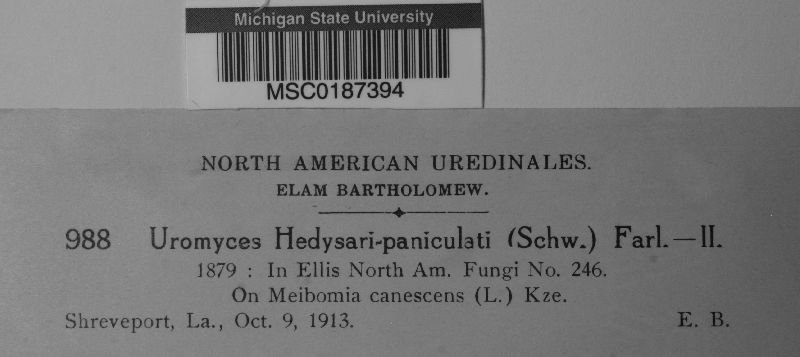 Michigan State University
MSC0187394
NORTH AMERICAN UREDINALES.
ELAM BARTHOLOMEW.
988 Uromyces Hedysari-paniculati (Schw.) Farl.—II.
1879 : In Ellis North Am. Fungi No. 246.
On Meibomia canescens (L.) Kze.
Shreveport, La., Oct. 9, 1913. E. B.